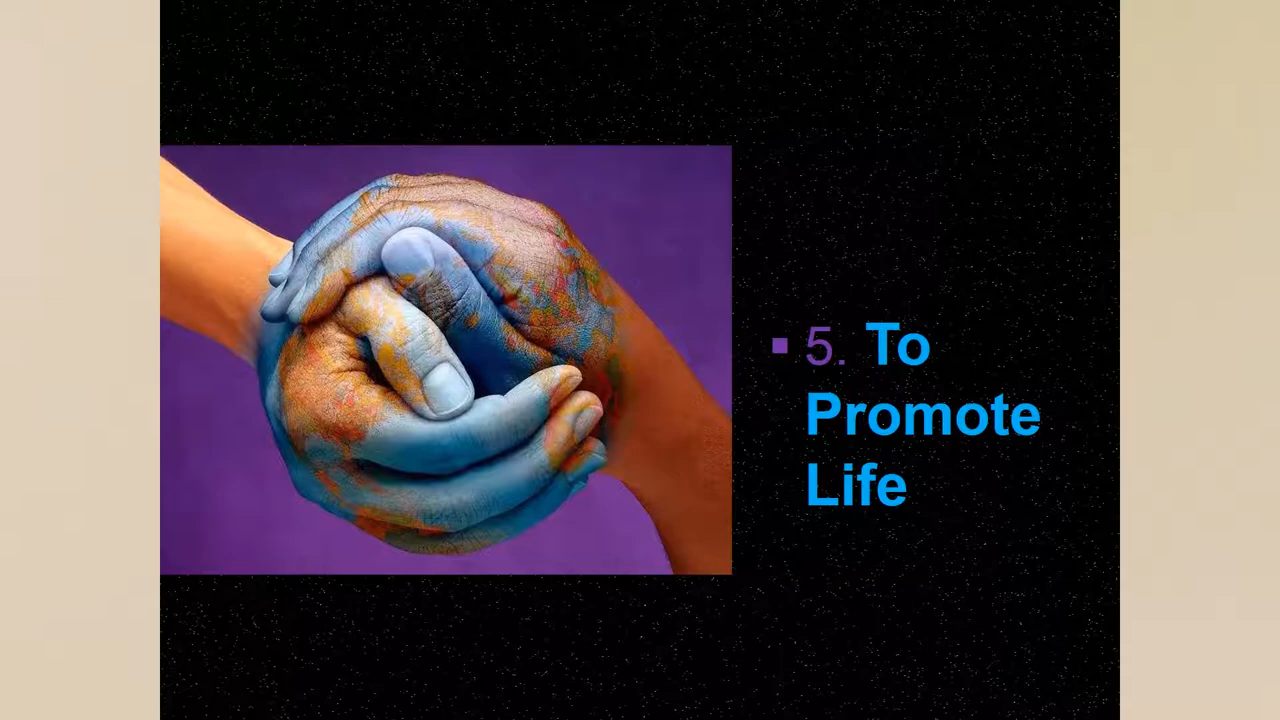 ▪ 5. To
Promote
Life